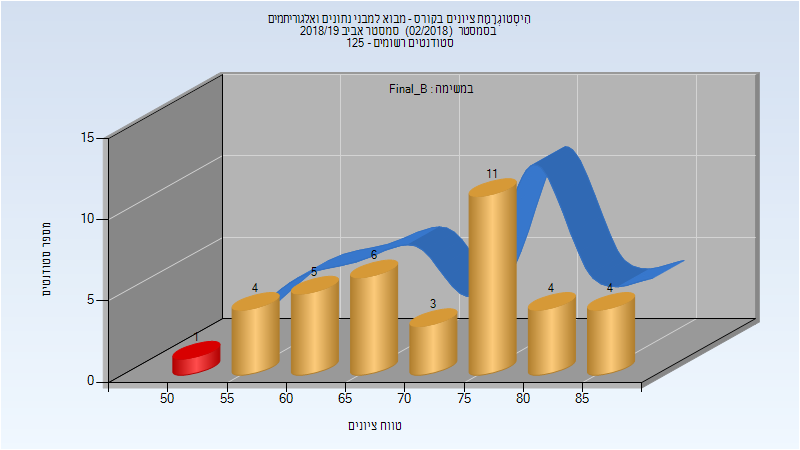 הִיסְטוֹגְרָמַת ציונים בקורס - מבוא למבני נתונים ואלגוריתמים
בסמסטר (02/2018) סמסטר אביב 2018/19
סטודנטים רשומים - 125
במשימה : Final_B
מספר סטודנטים
15
10
5
0
1
4
5
6
3
11
4
4
50 55 60 65 70 75 80 85
טווח ציונים